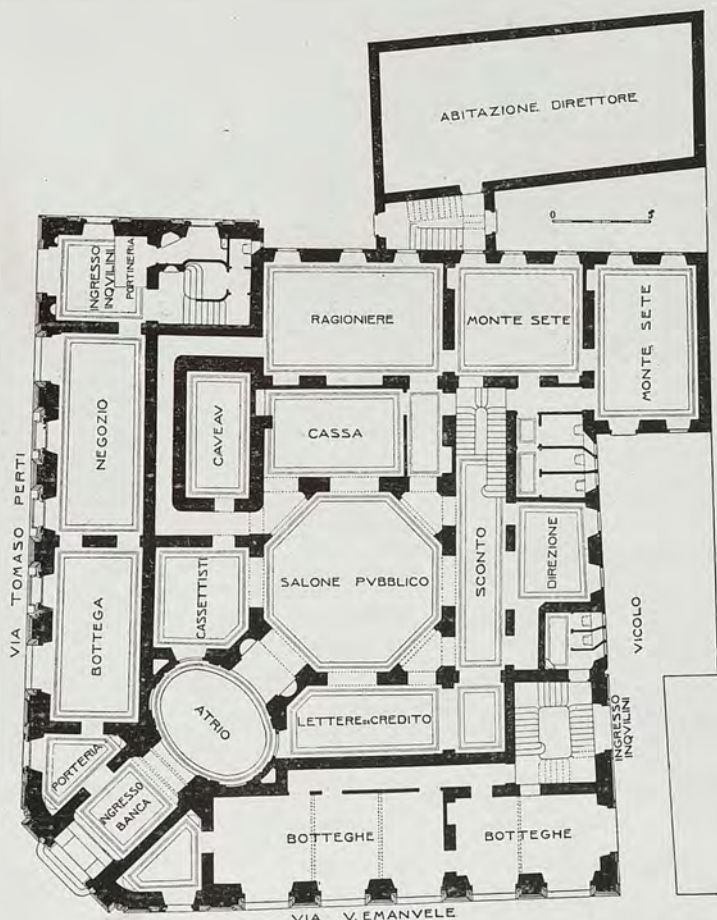 ABITAZIONE DIRETTORE
0 5
INGRESSO
INQVILINI
PORTINERIA
RAGIONIERE
MONTE SETE
MONTE SETE
NEGOZIO
CAVEAV
CASSA
VIA TOMASO PERTI
SALONE PVBBLICO
SCONTO
DIREZIONE
CASSETTISTI
BOTTEGA
VICOLO
ATRIO
LETTERE DI CREDITO
INGRESSO
INQVILINI
PORTERIA
INGRESSO
BANCA
BOTTEGHE
BOTTEGHE
VIA V. EMANVELE